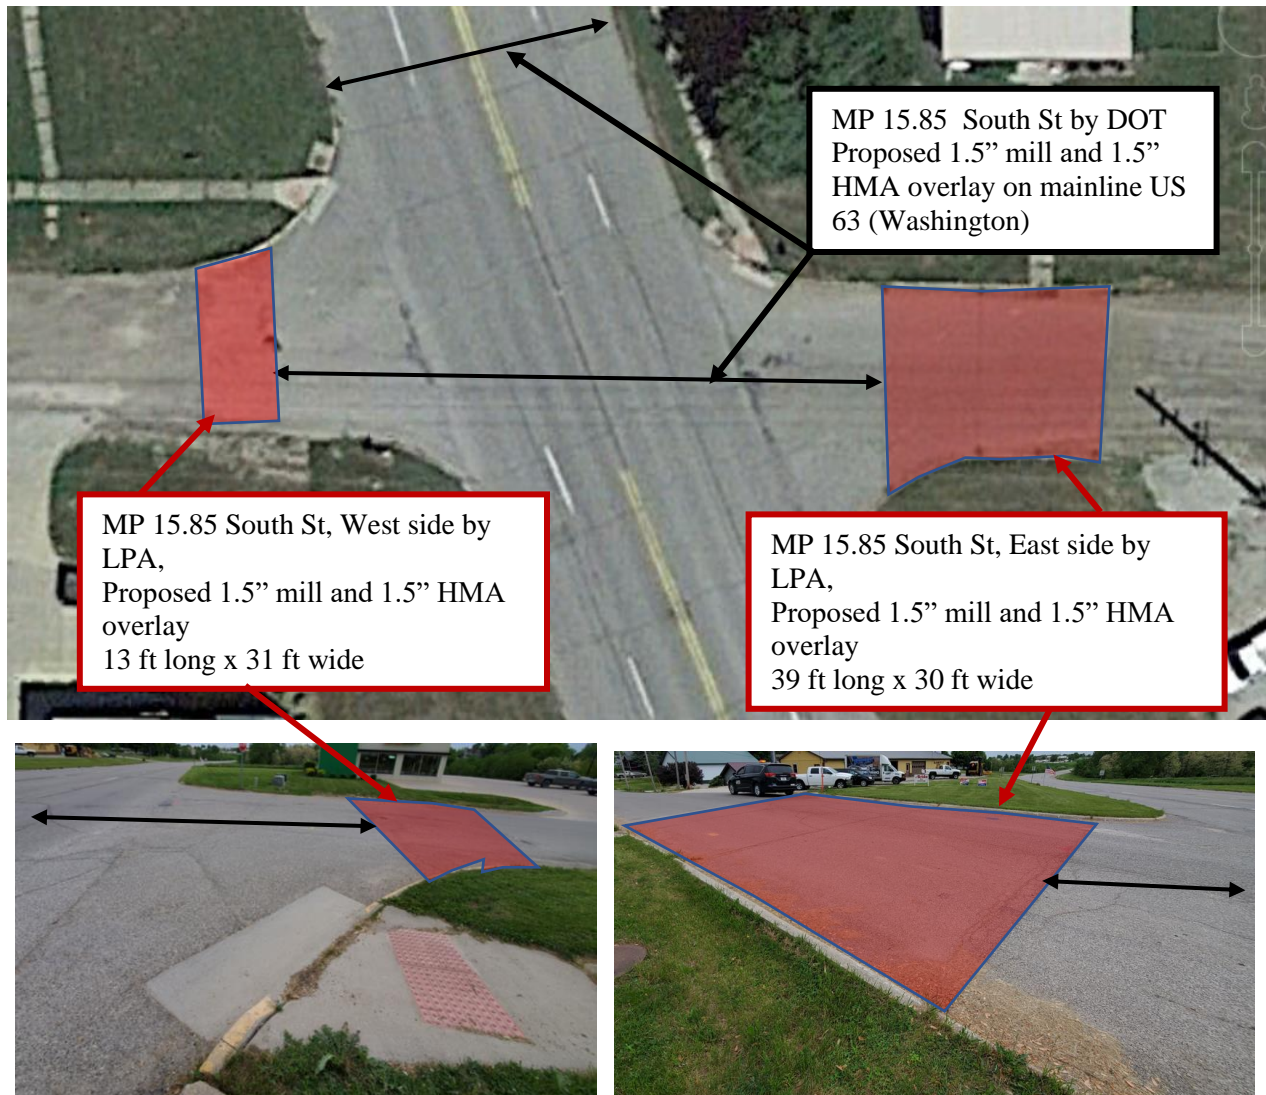 MP 15.85  South St by DOT
Proposed 1.5” mill and 1.5”
HMA overlay on mainline US
63 (Washington)
MP 15.85 South St, West side by
LPA,
Proposed 1.5” mill and 1.5” HMA
overlay
13 ft long x 31 ft wide
MP 15.85 South St, East side by
LPA,
Proposed 1.5” mill and 1.5” HMA
overlay
39 ft long x 30 ft wide